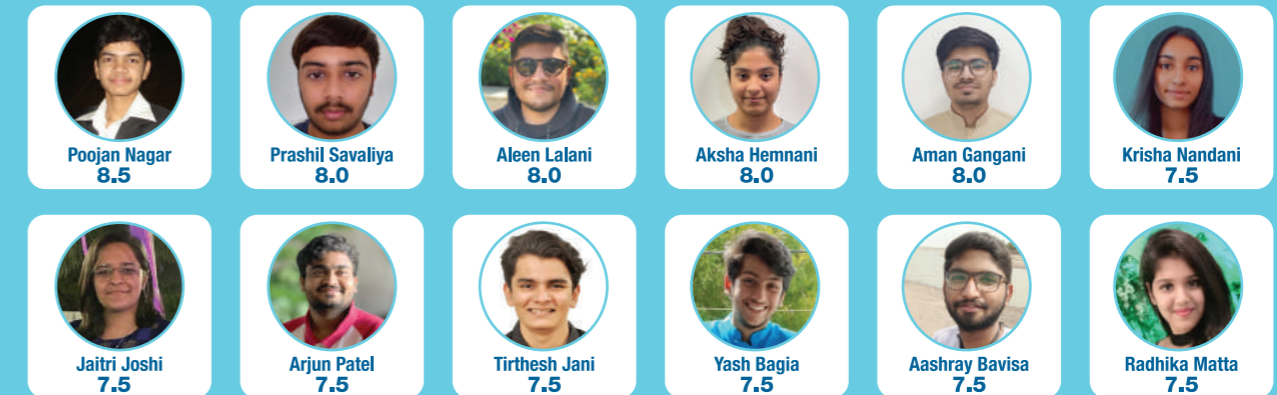 Poojan Nagar
8.5
Prashil Savaliya
8.0
Aleen Lalani
8.0
Aksha Hemnani
8.0
Aman Gangani
8.0
Krisha Nandani
7.5
Jaitri Joshi
7.5
Arjun Patel
7.5
Tirthesh Jani
7.5
Yash Bagia
7.5
Aashray Bavisa
7.5
Radhika Matta
7.5